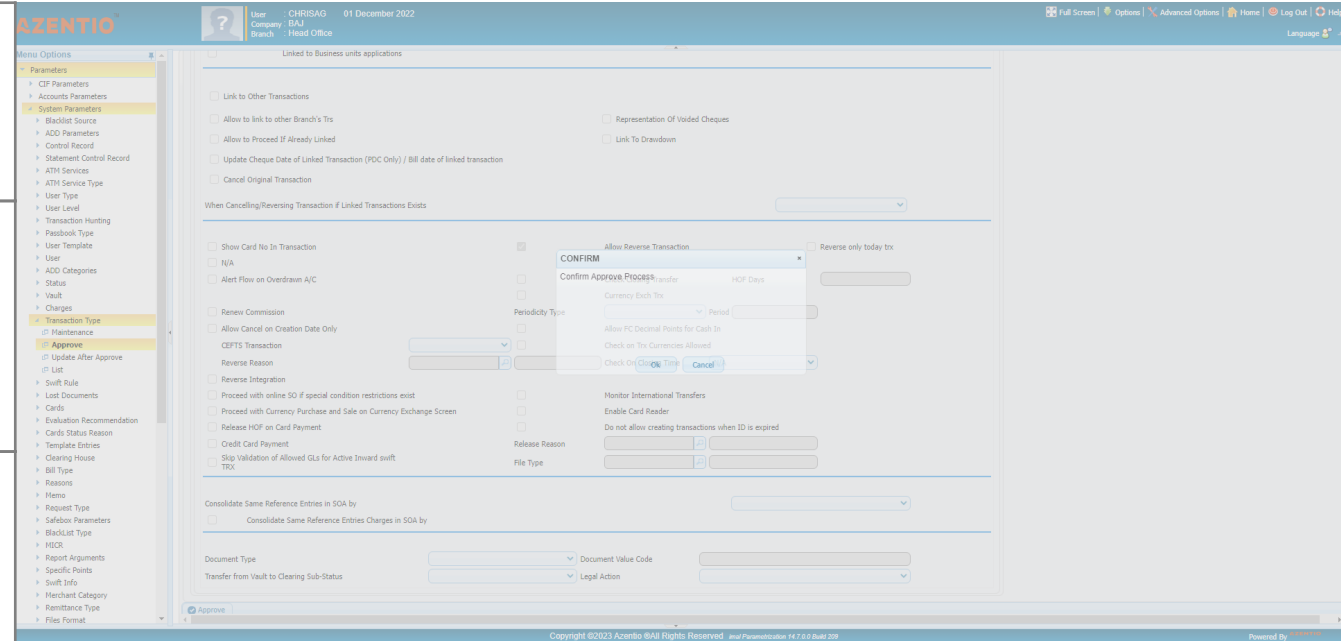 AZENTIO
?
User : CHRISAG 01 December 2022
Company : BAJ
Branch : Head Office
Full Screen | Options | Advanced Options | Home | Log Out | Help
Language
Menu Options
Parameters
CIF Parameters
Accounts Parameters
System Parameters
Blacklist Source
ADD Parameters
Control Record
Statement Control Record
ATM Services
ATM Service Type
User Type
User Level
Transaction Hunting
Passbook Type
User Template
User
ADD Categories
Status
Vault
Charges
Transaction Type
Maintenance
Approve
Update After Approve
List
Swift Rule
Lost Documents
Cards
Evaluation Recommendation
Cards Status Reason
Template Entries
Clearing House
Bill Type
Reasons
Memo
Request Type
Safebox Parameters
BlackList Type
MICR
Report Arguments
Specific Points
Swift Info
Merchant Category
Remittance Type
Files Format
Linked to Business units applications
Link to Other Transactions
Allow to link to other Branch's Trs Representation Of Voided Cheques
Allow to Proceed If Already Linked Link To Drawdown
Update Cheque Date of Linked Transaction (PDC Only) / Bill date of linked transaction
Cancel Original Transaction
When Cancelling/Reversing Transaction if Linked Transactions Exists
Show Card No In Transaction Allow Reverse Transaction Reverse only today trx
N/A
Alert Flow on Overdrawn A/C Transfer HOF Days
Currency Exch Trx
Renew Commission Periodicity Type Period
Allow Cancel on Creation Date Only Allow FC Decimal Points for Cash In
CEFTS Transaction Check on Trx Currencies Allowed
Reverse Reason Check On Time
Reverse Integration
Proceed with online SO if special condition restrictions exist Monitor International Transfers
Proceed with Currency Purchase and Sale on Currency Exchange Screen Enable Card Reader
Release HOF on Card Payment Do not allow creating transactions when ID is expired
Credit Card Payment Release Reason
Skip Validation of Allowed GLs for Active Inward swift
TRX File Type
Consolidate Same Reference Entries in SOA by
Consolidate Same Reference Entries Charges in SOA by
Document Type Document Value Code
Transfer from Vault to Clearing Sub-Status Legal Action
Approve
CONFIRM ×
Confirm Approve Process
Ok Cancel
Copyright ©2023 Azentio ®All Rights Reserved imal Parametrization 14.7.0.0 Build 209
Powered By